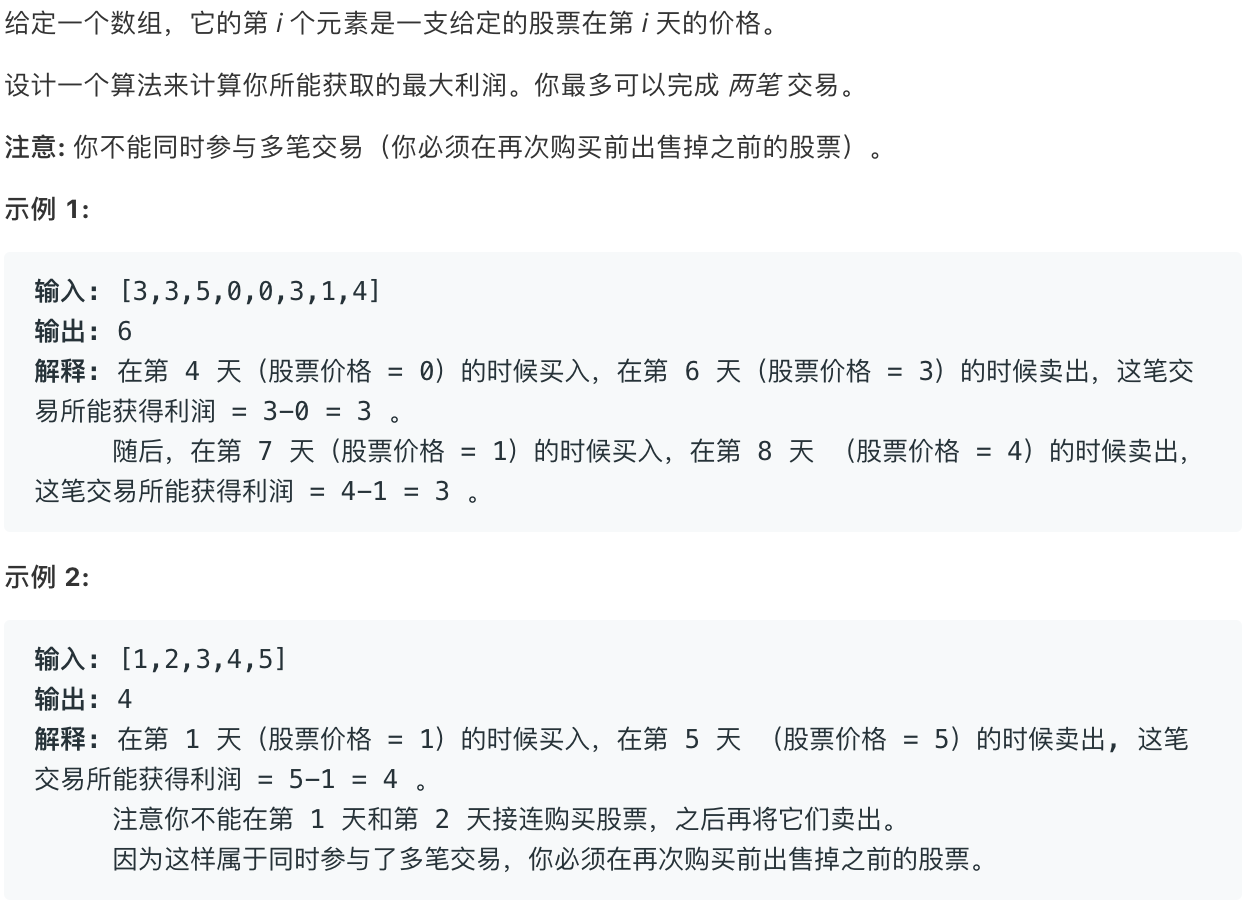 给定一个数组，它的第 i 个元素是一支给定的股票在第 i 天的价格。
设计一个算法来计算你所能获取的最大利润。你最多可以完成 两笔 交易。
注意: 你不能同时参与多笔交易（你必须在再次购买前出售掉之前的股票）。
示例 1:
输入: [3,3,5,0,0,3,1,4]
输出: 6
解释: 在第 4 天（股票价格 = 0）的时候买入，在第 6 天（股票价格 = 3）的时候卖出，这笔交
易所能获得利润 = 3-0 = 3 。
随后，在第 7 天（股票价格 = 1）的时候买入，在第 8 天 （股票价格 = 4）的时候卖出，
这笔交易所能获得利润 = 4-1 = 3 。
示例 2:
输入: [1,2,3,4,5]
输出: 4
解释: 在第 1 天（股票价格 = 1）的时候买入，在第 5 天 （股票价格 = 5）的时候卖出, 这笔
交易所能获得利润 = 5-1 = 4 。
注意你不能在第 1 天和第 2 天接连购买股票，之后再将它们卖出。
因为这样属于同时参与了多笔交易，你必须在再次购买前出售掉之前的股票。